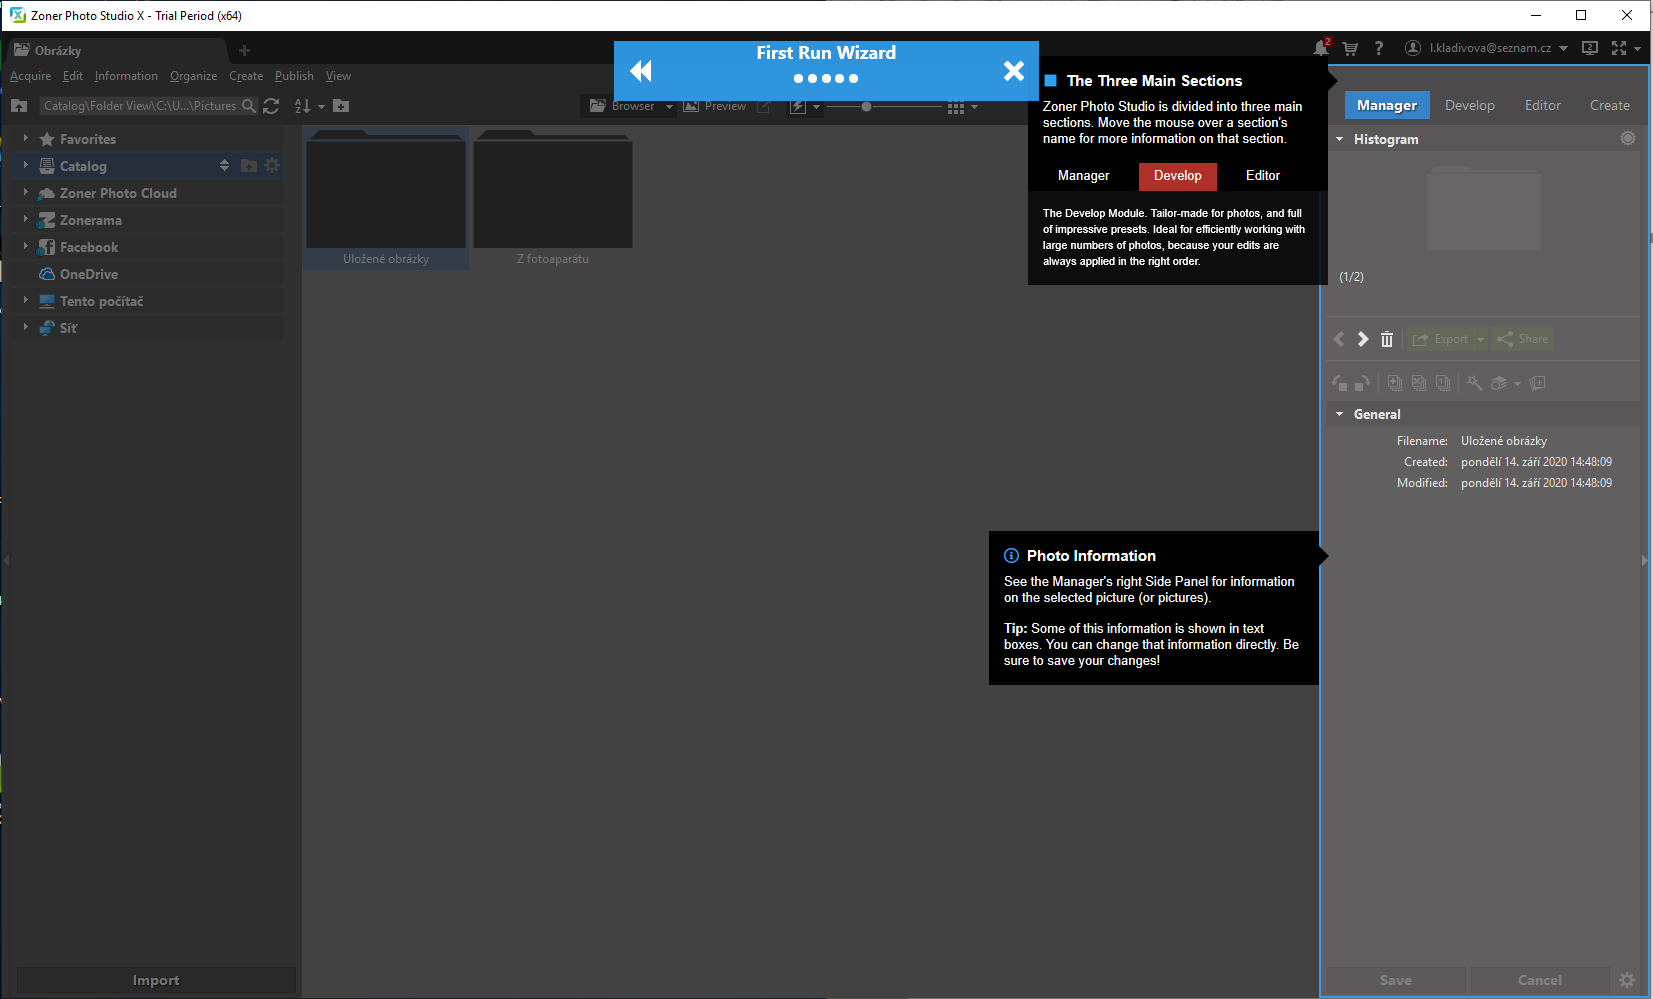 Zoner Photo Studio X - Trial Period (x64)
Obrázky
First Run Wizard
2
l.kladivova@seznam.cz
2
Acquire Edit Information Organize Create Publish View
Catalog\Folder View\C:\U...\Pictures
A
Z
Browser
Preview
The Three Main Sections
Zoner Photo Studio is divided into three main
sections. Move the mouse over a section's
name for more information on that section.
Manager Develop Editor
The Develop Module. Tailor-made for photos, and full
of impressive presets. Ideal for efficiently working with
large numbers of photos, because your edits are
always applied in the right order.
Manager Develop Editor Create
Favorites
Catalog
Zoner Photo Cloud
Zonerama
Facebook
OneDrive
Tento počítač
Síť
Uložené obrázky
Z fotoaparátu
Histogram
(1/2)
Export Share
General
Filename: Uložené obrázky
Created: pondělí 14. září 2020 14:48:09
Modified: pondělí 14. září 2020 14:48:09
Photo Information
See the Manager's right Side Panel for information
on the selected picture (or pictures).
Tip: Some of this information is shown in text
boxes. You can change that information directly. Be
sure to save your changes!
Import
Save Cancel